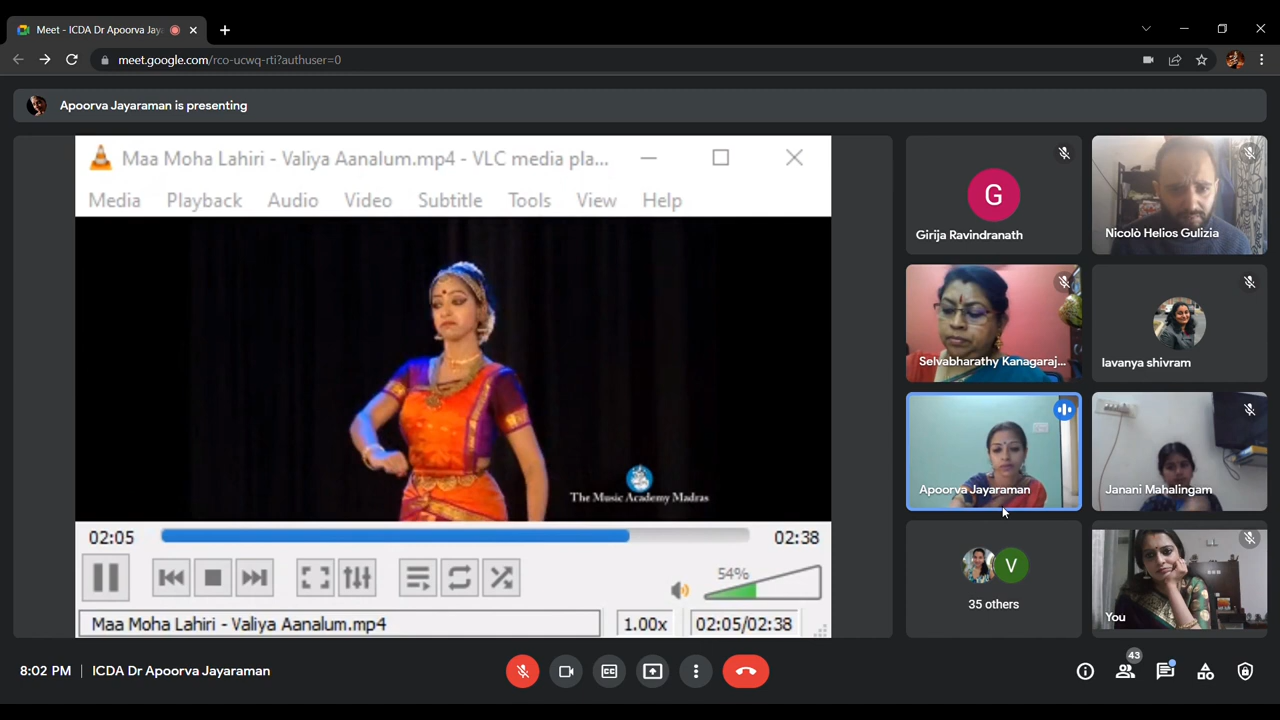 Meet - ICDA Dr Apoorva Jay
meet.google.com/rco-ucwq-rti?authuser=0
Apoorva Jayaraman is presenting
Maa Moha Lahiri - Valiya Aanalum.mp4 - VLC media pla...
Media Playback Audio Video Subtitle Tools View Help
The Music Academy Madras
02:05
02:38
54%
Maa Moha Lahiri - Valiya Aanalum.mp4
1.00x
02:05/02:38
G
Girija Ravindranath
Nicolò Helios Gulizia
Selvabharathy Kanagaraj...
lavanya shivram
Apoorva Jayaraman
Janani Mahalingam
V
35 others
You
8:02 PM | ICDA Dr Apoorva Jayaraman
43